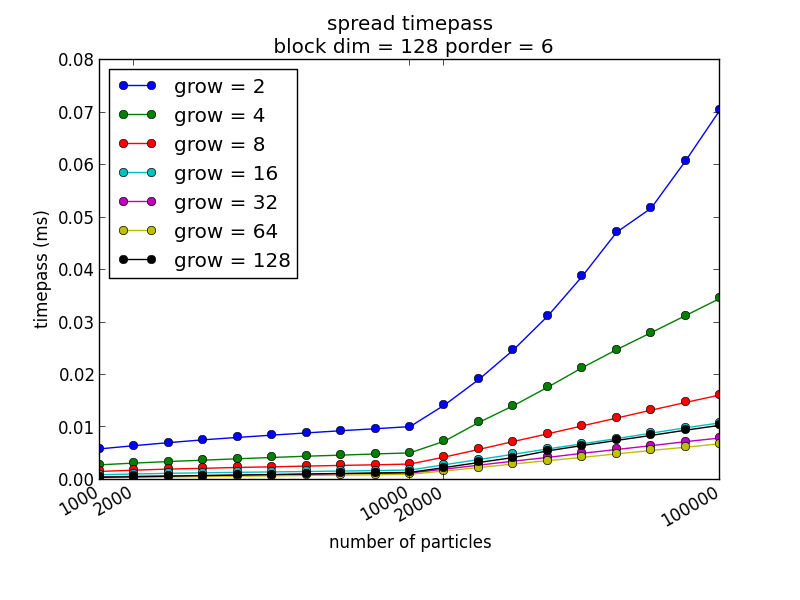 spread timepass
block dim = 128 porder = 6
0.08
0.07
0.06
0.05
0.04
0.03
0.02
0.01
0.00
timepass (ms)
grow = 2
grow = 4
grow = 8
grow = 16
grow = 32
grow = 64
grow = 128
1000 2000 10000 20000 100000
number of particles